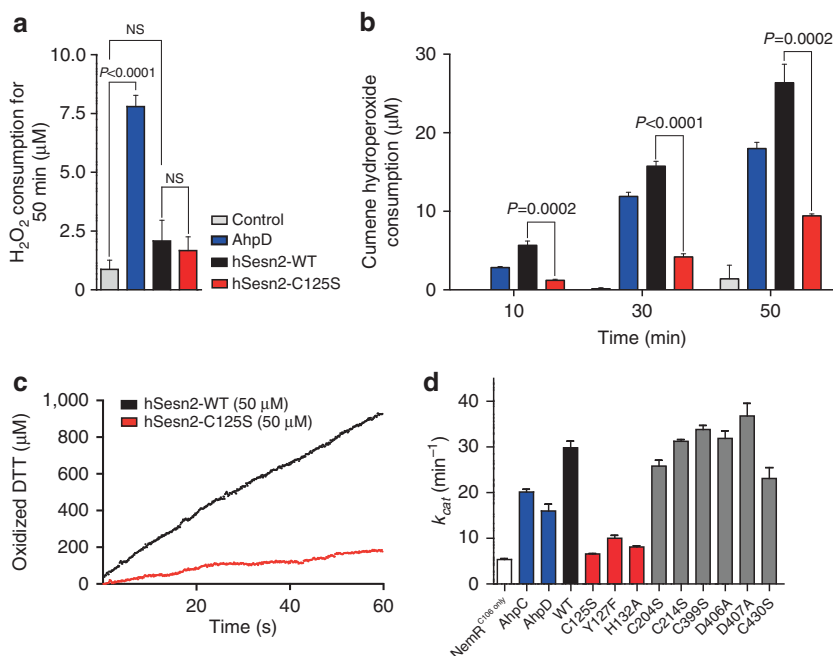 a
NS
P<0.0001
NS
10.0
7.5
5.0
2.5
0
H₂O₂ consumption for
50 min (μM)
Control
AhpD
hSesn2-WT
hSesn2-C125S
b
P=0.0002
P<0.0001
P=0.0002
30
20
10
0
Cumene hydroperoxide
consumption (μM)
10
30
50
Time (min)
c
1,000
800
600
400
200
0
Oxidized DTT
(μM)
hSesn2-WT (50 μM)
hSesn2-C125S (50 μM)
20
40
60
Time (s)
d
40
30
20
10
0
kcat (min⁻¹)
NemR C106 only
AhpC
AhpD
WT
C125S
Y127F
H132A
C204S
C214S
C399S
D406A
D407A
C430S